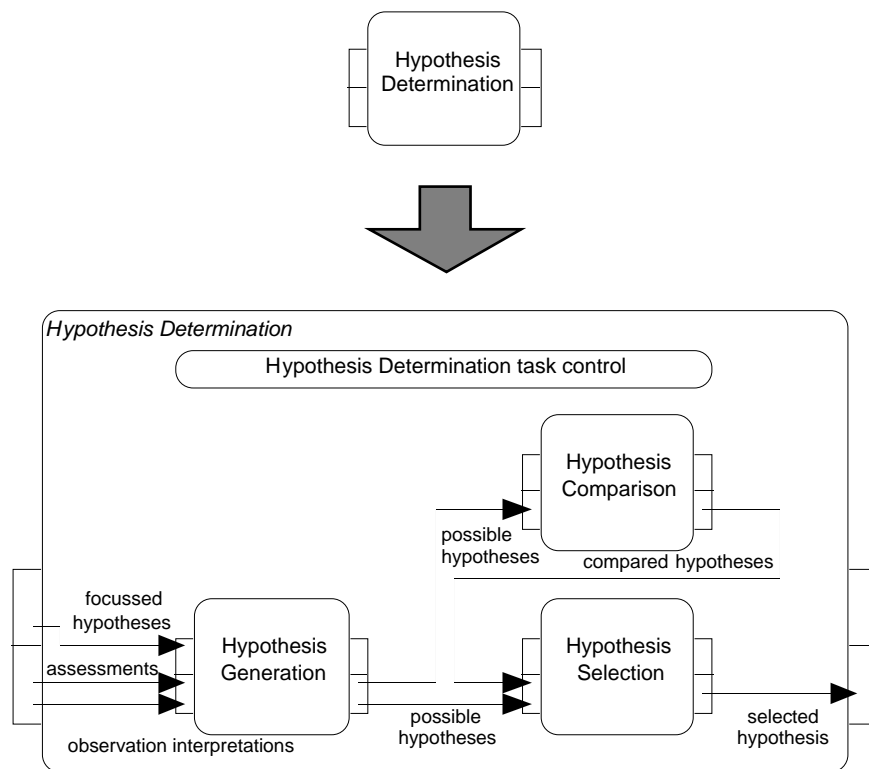 Hypothesis
Determination
Hypothesis Determination
Hypothesis Determination task control
Hypothesis
Comparison
possible
hypotheses
compared hypotheses
focussed
hypotheses
Hypothesis
Generation
Hypothesis
Selection
assessments
possible
hypotheses
selected
hypothesis
observation interpretations